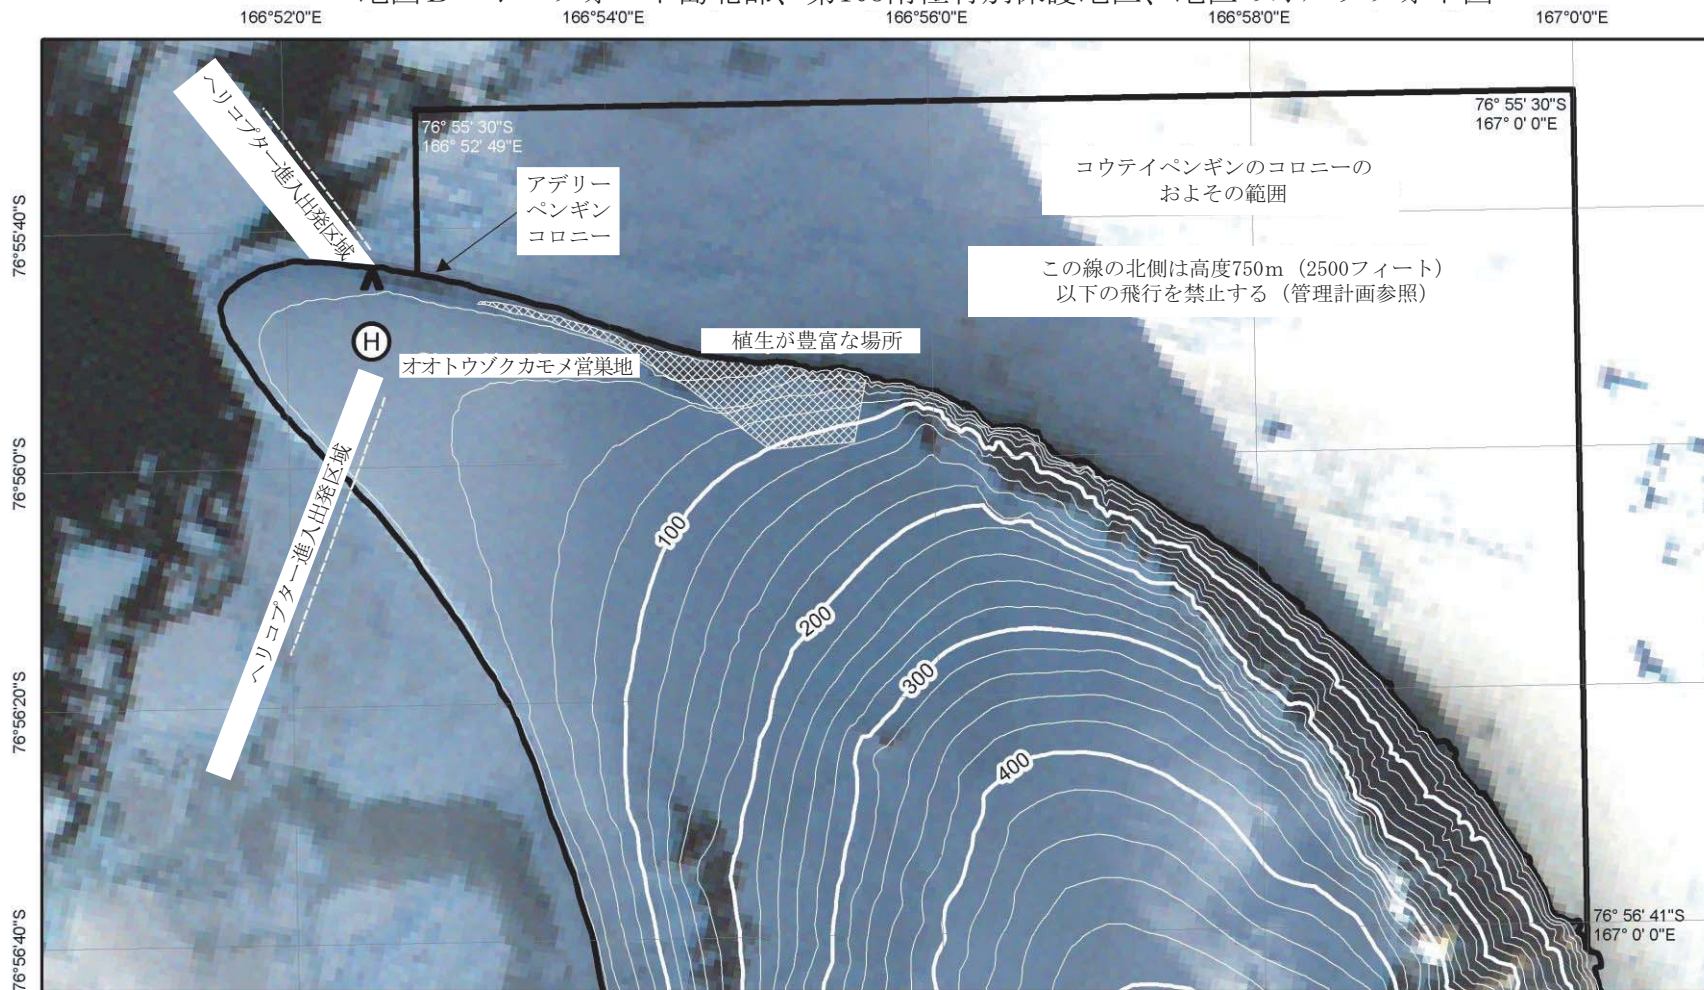 166°52'0"E
166°54'0"E
166°56'0"E
166°58'0"E
167°0'0"E
76° 55' 30"S
166° 52' 49"E
76° 55' 30"S
167° 0' 0"E
ヘリコプター進入出発区域
アデリー
ペンギン
コロニー
コウテイペンギンのコロニーの
およその範囲
76°55'40"S
この線の北側は高度750m（2500フィート）
以下の飛行を禁止する（管理計画参照）
H
植生が豊富な場所
オオトウゾクカモメ営巣地
76°56'0"S
ヘリコプター進入出発区域
100
200
300
400
76°56'20"S
76°56'40"S
76° 56' 41"S
167° 0' 0"E